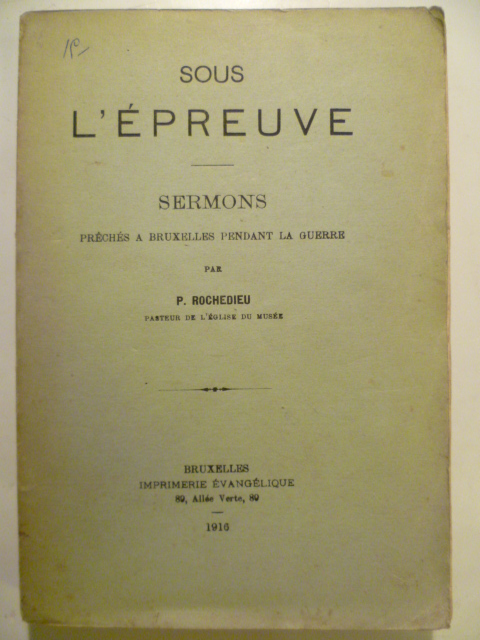 SOUS
L'ÉPREUVE
SERMONS
PRÊCHÉS A BRUXELLES PENDANT LA GUERRE
PAR
P. ROCHEDIEU
PASTEUR DE L'ÉGLISE DU MUSÉE
BRUXELLES
IMPRIMERIE ÉVANGÉLIQUE
89, Allée Verte, 89
1916